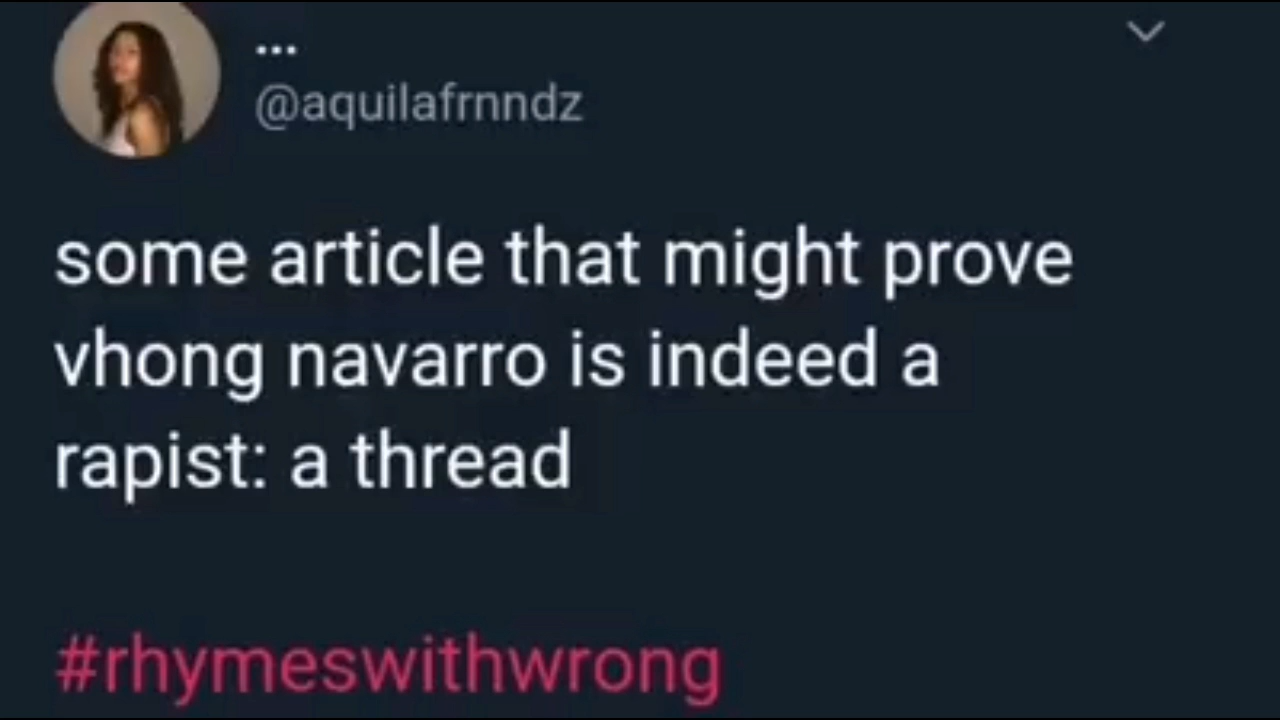 ...
@aquilafrnndz
some article that might prove
vhong navarro is indeed a
rapist: a thread
#rhymeswithwrong